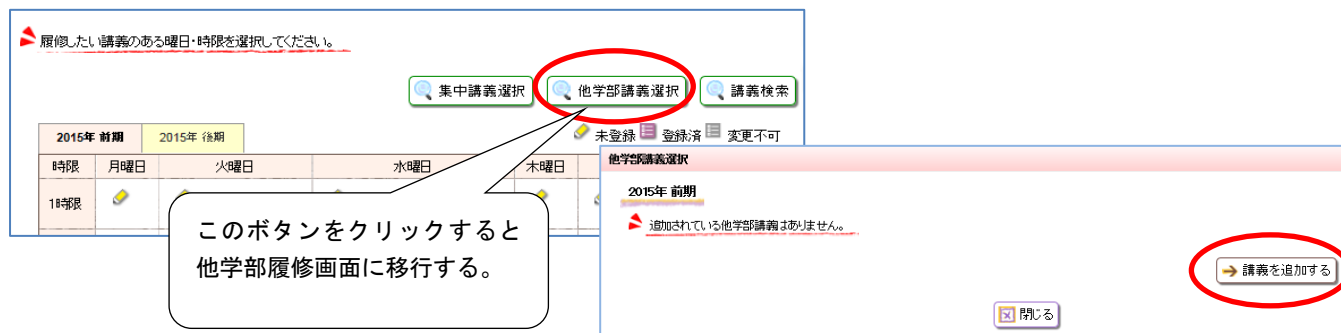 履修したい講義のある曜日・時限を選択してください。
集中講義選択 他学部講義選択 講義検索
2015年 前期 2015年 後期 未登録 登録済 変更不可
時限 月曜日 火曜日 水曜日 木曜日
1時限
このボタンをクリックすると
他学部履修画面に移行する。
他学部講義選択
2015年 前期
追加されている他学部講義はありません。
講義を追加する
閉じる